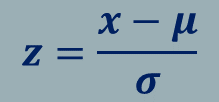 z = (x − μ) / σ